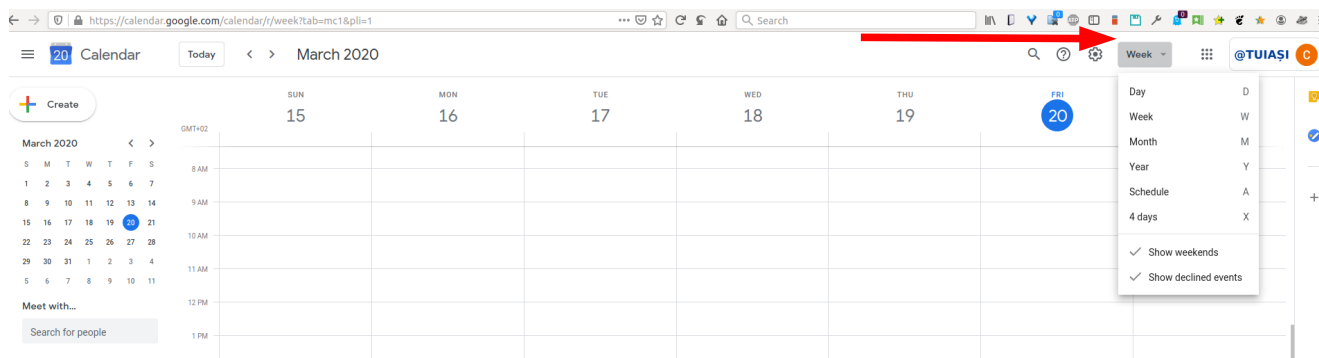 https://calendar.google.com/calendar/r/week?tab=mc1&pli=1 Search
20 Calendar Today March 2020 Week @TUIAȘI C
Create
SUN MON TUE WED THU FRI
15 16 17 18 19 20
GMT+02
March 2020
S M T W T F S
1 2 3 4 5 6 7
8 9 10 11 12 13 14
15 16 17 18 19 20 21
22 23 24 25 26 27 28
29 30 31 1 2 3 4
5 6 7 8 9 10 11
Meet with...
Search for people
8 AM
9 AM
10 AM
11 AM
12 PM
1 PM
Day D
Week W
Month M
Year Y
Schedule A
4 days X
Show weekends
Show declined events